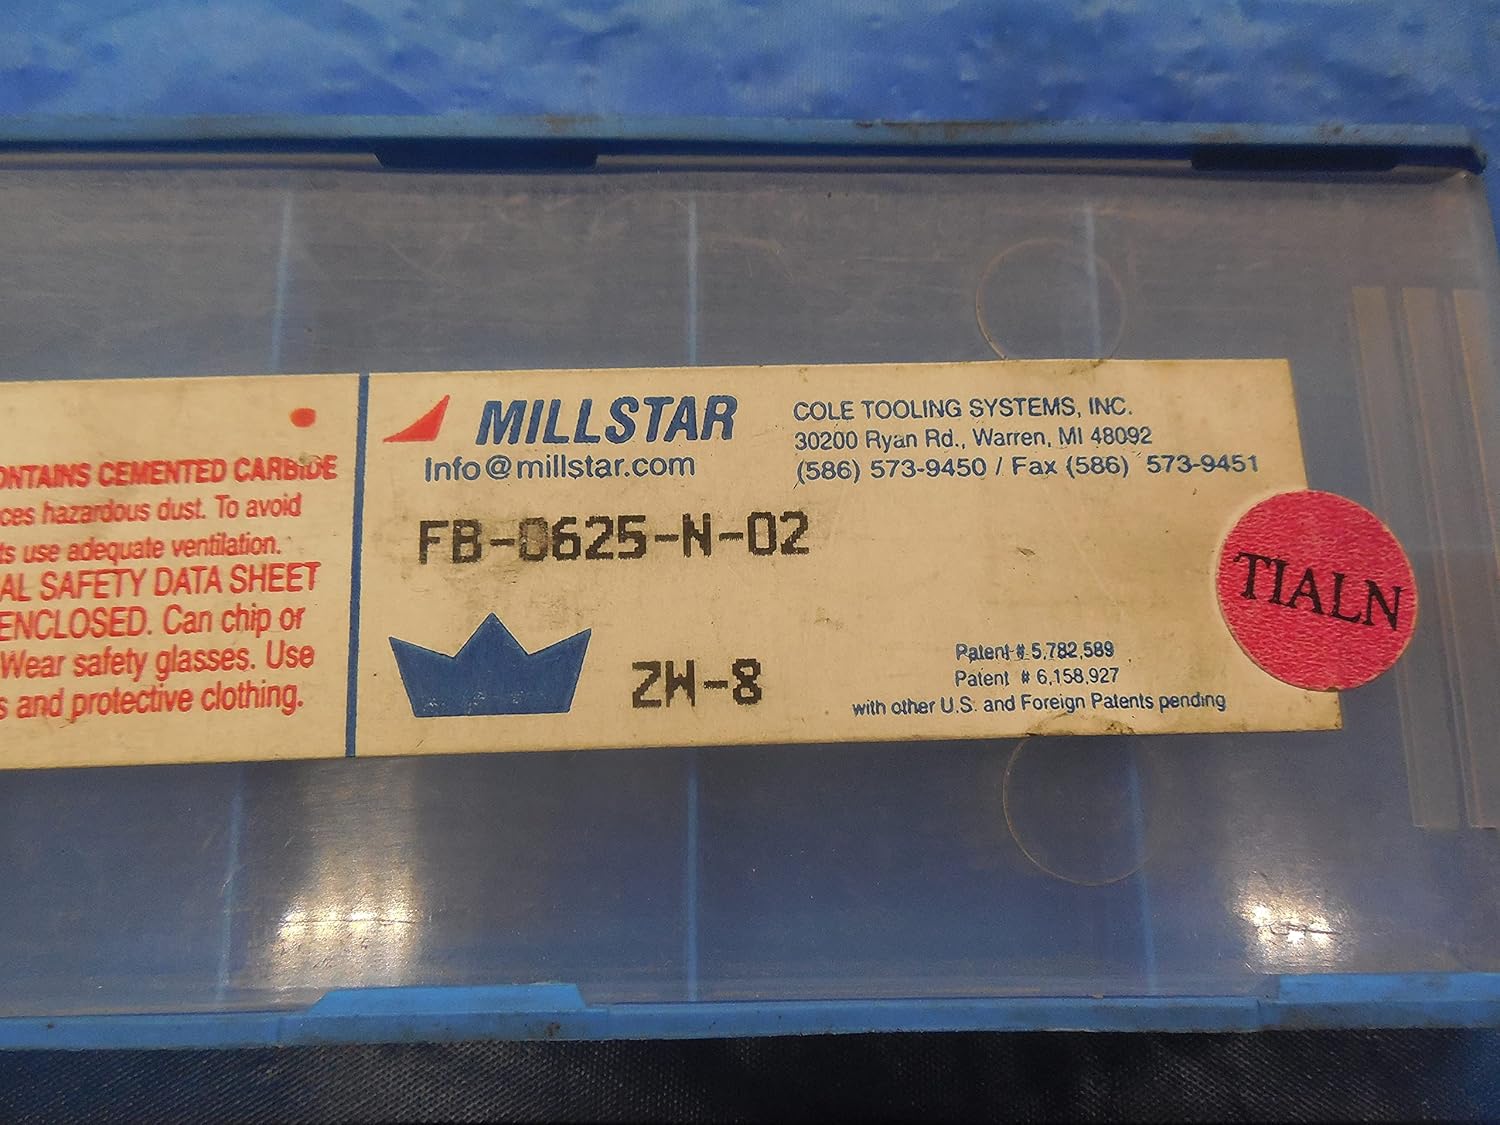 ONTAINS CEMENTED CARBIDE
ces hazardous dust. To avoid
ts use adequate ventilation.
AL SAFETY DATA SHEET
ENCLOSED. Can chip or
Wear safety glasses. Use
s and protective clothing.
MILLSTAR
Info@millstar.com
COLE TOOLING SYSTEMS, INC.
30200 Ryan Rd., Warren, MI 48092
(586) 573-9450 / Fax (586) 573-9451
FB-0625-N-02
ZW-8
Patent # 5,782,589
Patent # 6,158,927
with other U.S. and Foreign Patents pending
TIALN